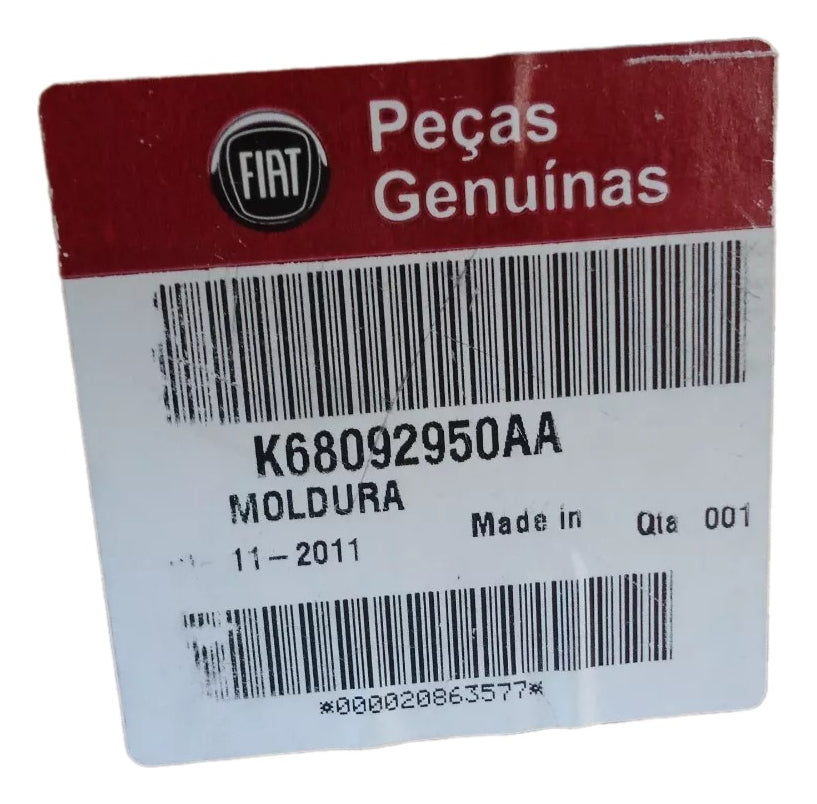 FIAT
Peças
Genuínas
K68092950AA
MOLDURA
Made in
Qta 001
11-2011
*000020863577*